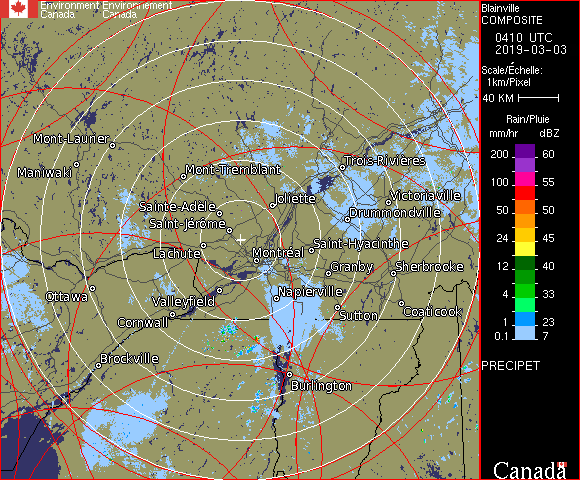 Environment Environnement
Canada Canada
Mont-Laurier
Maniwaki
Mont-Tremblant
Trois-Rivières
Joliette
Victoriaville
Sainte-Adele
Drummondville
Saint-Jérôme
Lachute
Montréal
Saint-Hyacinthe
Granby
Sherbrooke
Ottawa
Valleyfield
Napierville
Cornwall
Sutton
Coaticook
Brockville
Burlington
Blainville
COMPOSITE
0410 UTC
2019-03-03
Scale/Échelle:
1km/Pixel
40 KM
Rain/Pluie
mm/hr dBZ
200 60
100 55
50 50
24 45
12 40
4 33
1 23
0.1 7
PRECIPET
Canada